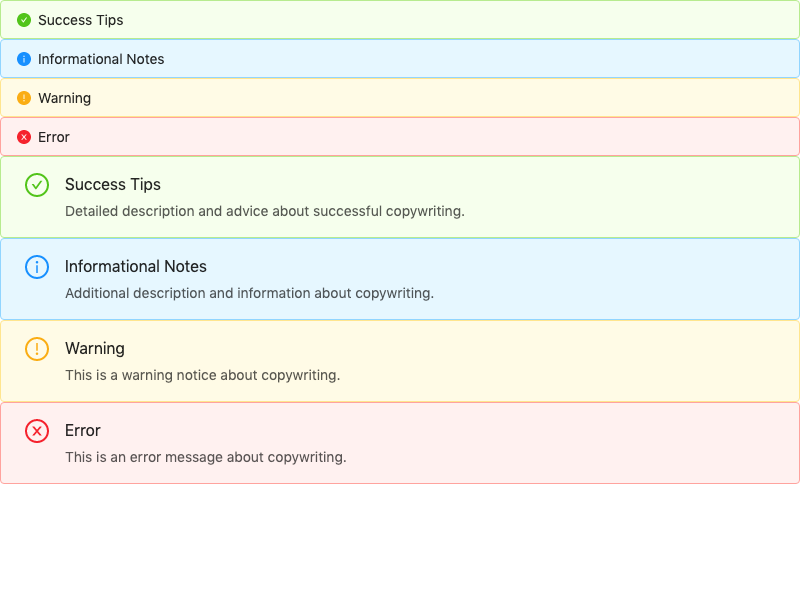 Success Tips
Informational Notes
Warning
Error
Success Tips
Detailed description and advice about successful copywriting.
Informational Notes
Additional description and information about copywriting.
Warning
This is a warning notice about copywriting.
Error
This is an error message about copywriting.